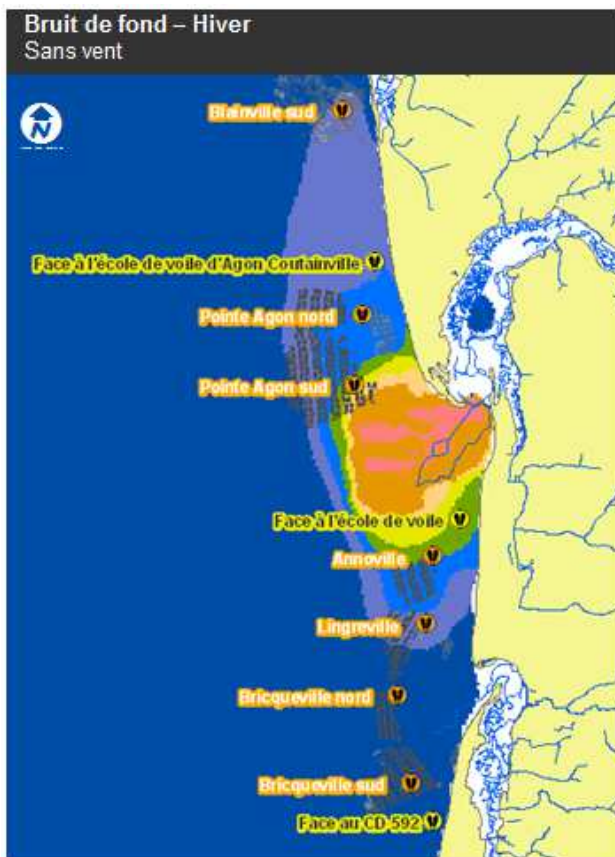 Bruit de fond – Hiver
Sans vent
Blainville sud
N
Face à l'école de voile d'Agon Coutainville
Pointe Agon nord
Pointe Agon sud
Face à l'école de voile
Annoville
Lingreville
Bricqueville nord
Bricqueville sud
Face au CD 592